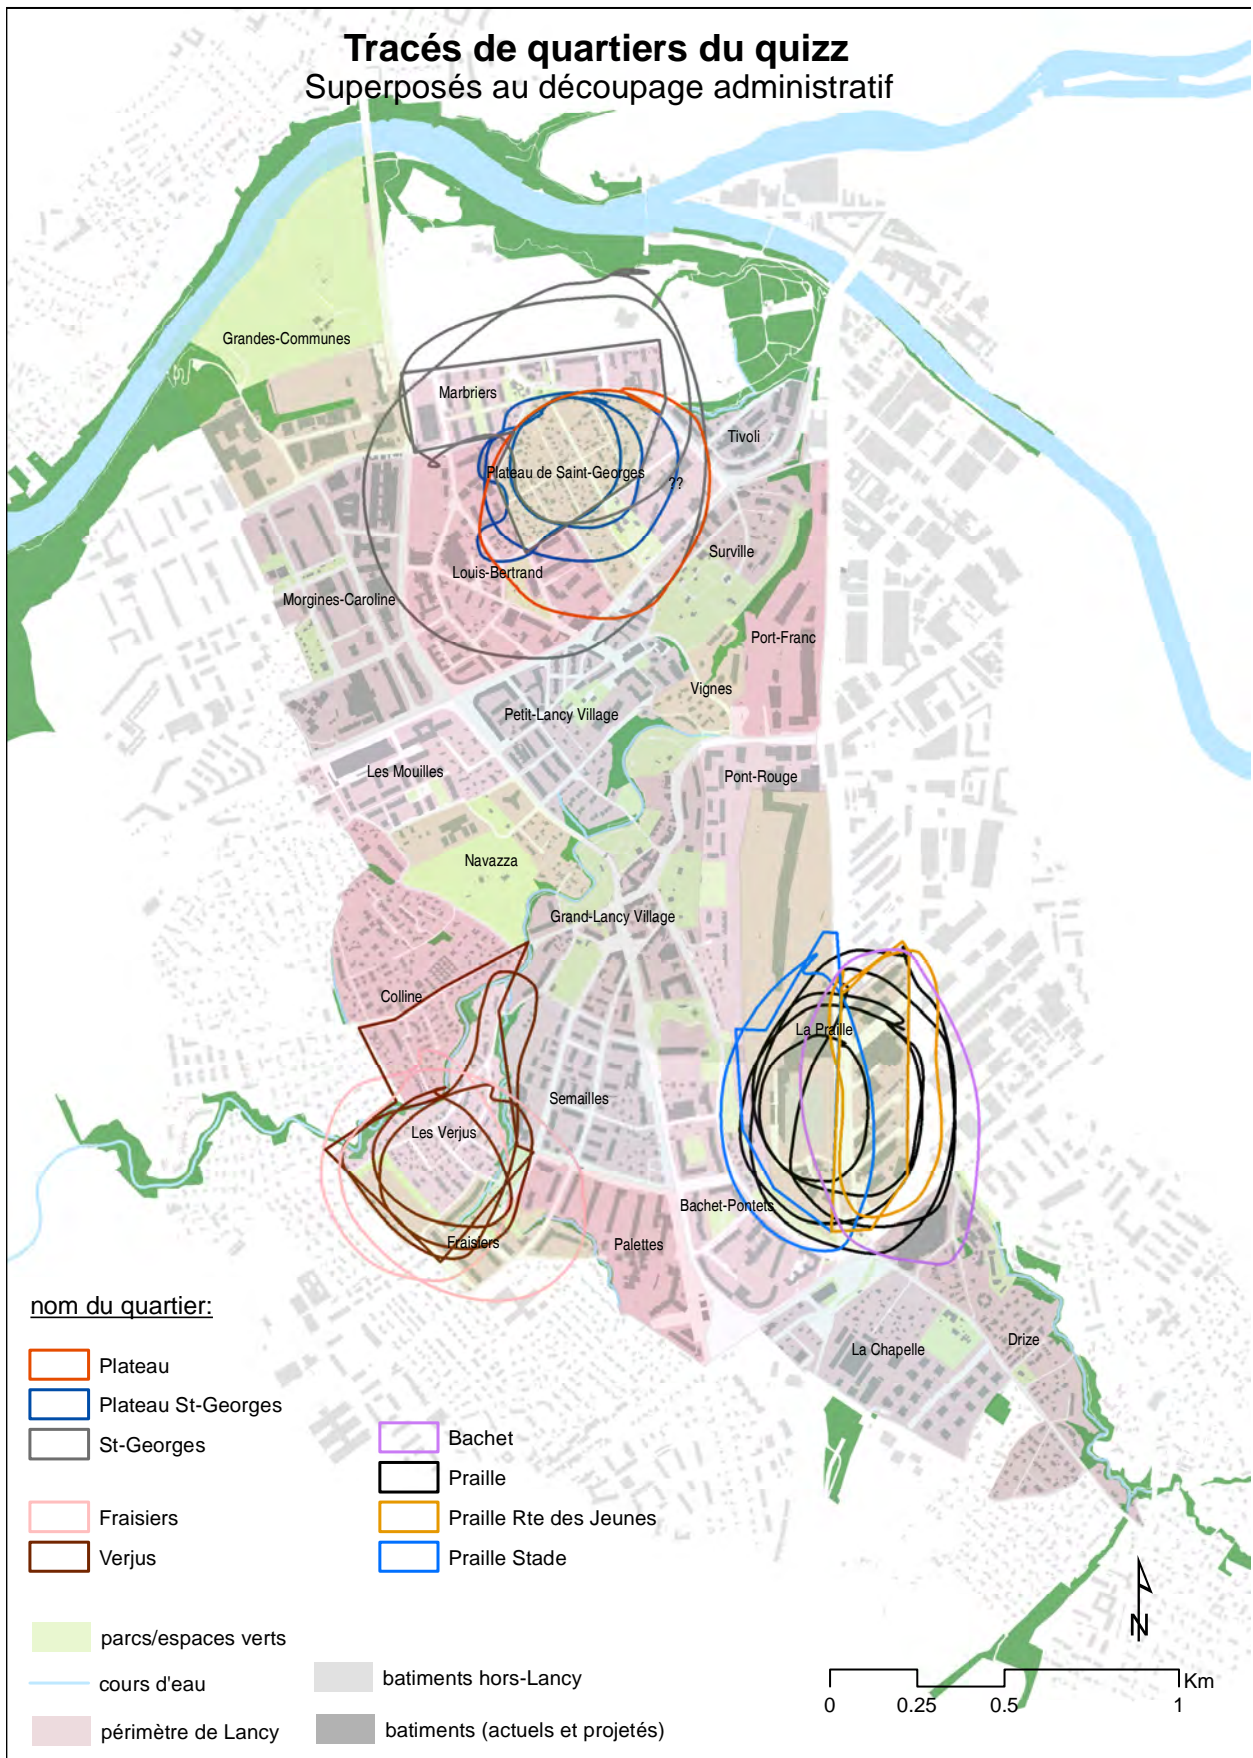 Tracés de quartiers du quizz
Superposés au découpage administratif
Grandes-Communes
Marbriers
Tivoli
Plateau de Saint-Georges
??
Surville
Louis-Bertrand
Morgines-Caroline
Port-Franc
Vignes
Petit-Lancy Village
Les Mouilles
Pont-Rouge
Navazza
Grand-Lancy Village
Colline
La Praille
Semailles
Les Verjus
Bachet-Pontets
Fraisiers
Palettes
La Chapelle
Drize
nom du quartier:
Plateau
Plateau St-Georges
St-Georges
Fraisiers
Verjus
Bachet
Praille
Praille Rte des Jeunes
Praille Stade
parcs/espaces verts
cours d'eau
périmètre de Lancy
batiments hors-Lancy
batiments (actuels et projetés)
N
Km
0 0.25 0.5 1